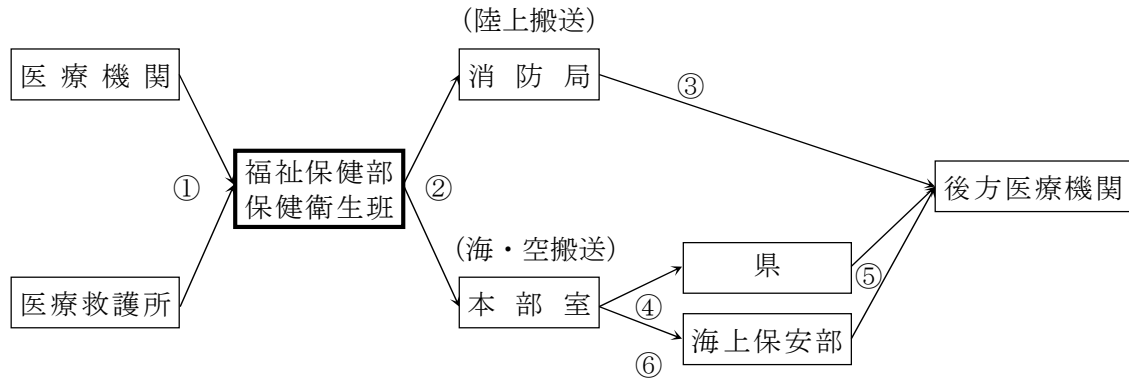 (陸上搬送)
医療機関
消防局
③
福祉保健部
保健衛生班
①
②
後方医療機関
(海・空搬送)
県
⑤
医療救護所
本部室
④
海上保安部
⑥